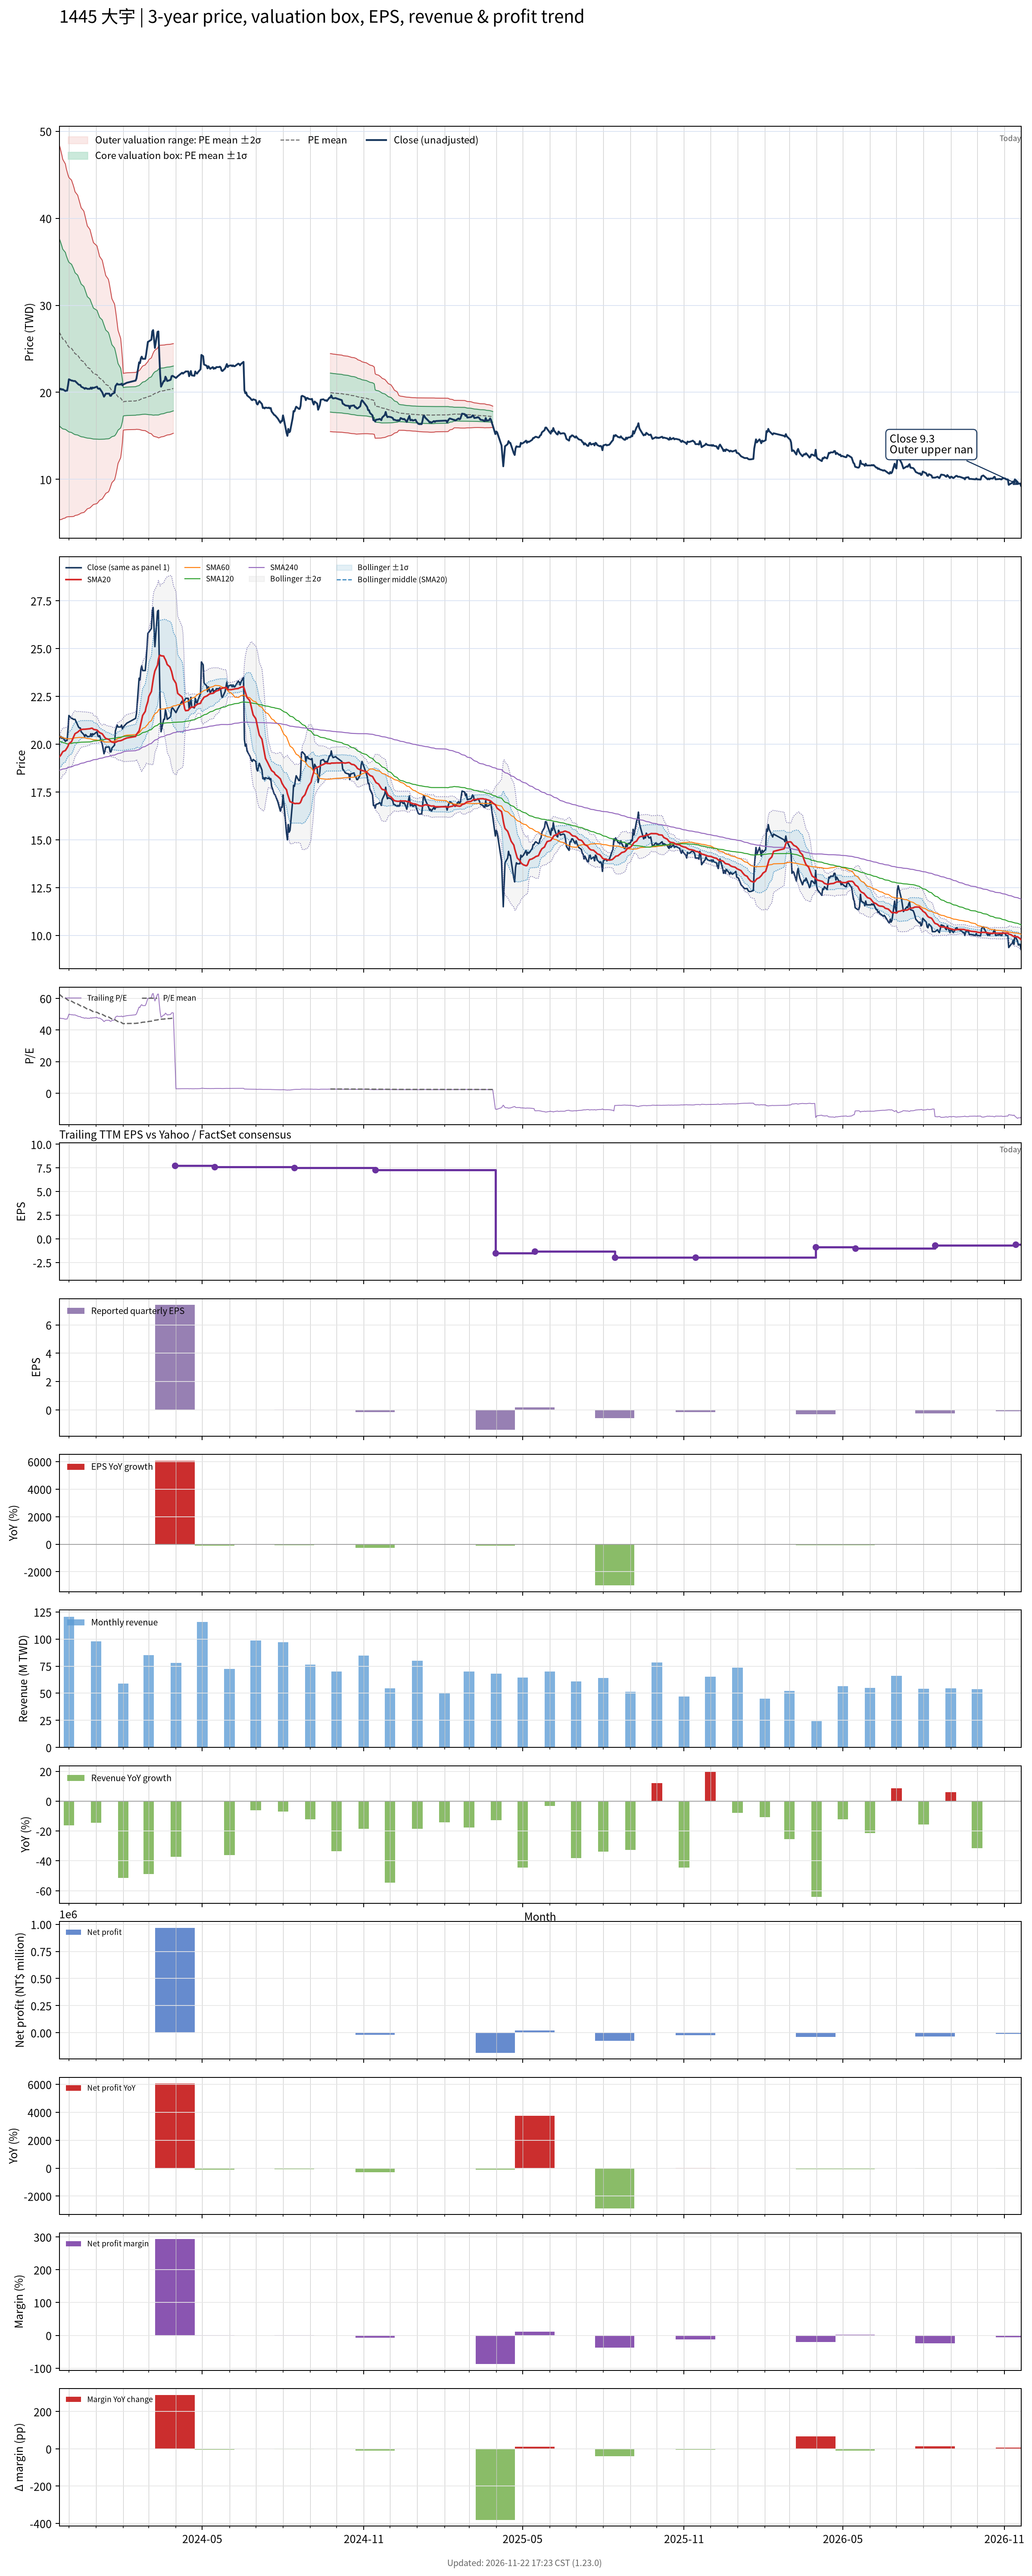 1445 大宇 | 3-year price, valuation box, EPS, revenue & profit trend
Outer valuation range: PE mean ±2σ
PE mean
Close (unadjusted)
Core valuation box: PE mean ±1σ
Today
50
40
30
20
10
Price (TWD)
Close 9.3
Outer upper nan
Close (same as panel 1)
SMA60
SMA240
Bollinger ±1σ
SMA20
SMA120
Bollinger ±2σ
Bollinger middle (SMA20)
27.5
25.0
22.5
20.0
17.5
15.0
12.5
10.0
Price
Trailing P/E
P/E mean
60
40
20
0
P/E
Trailing TTM EPS vs Yahoo / FactSet consensus
Today
10.0
7.5
5.0
2.5
0.0
-2.5
EPS
Reported quarterly EPS
6
4
2
0
EPS
EPS YoY growth
6000
4000
2000
0
-2000
YoY (%)
Monthly revenue
125
100
75
50
25
0
Revenue (M TWD)
Revenue YoY growth
20
0
-20
-40
-60
YoY (%)
Month
1e6
Net profit
1.00
0.75
0.50
0.25
0.00
Net profit (NT$ million)
Net profit YoY
6000
4000
2000
0
-2000
YoY (%)
Net profit margin
300
200
100
0
-100
Margin (%)
Margin YoY change
200
0
-200
-400
Δ margin (pp)
2024-05
2024-11
2025-05
2025-11
2026-05
2026-11
Updated: 2026-11-22 17:23 CST (1.23.0)